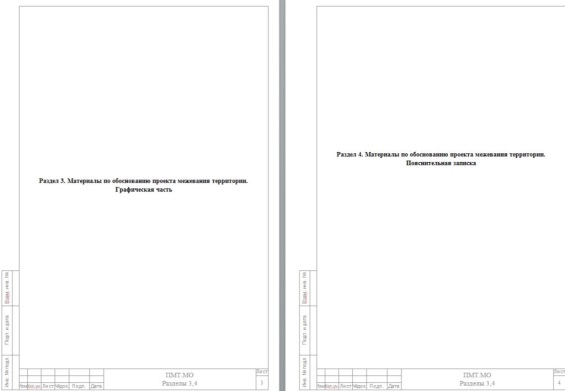 Раздел 3. Материалы по обоснованию проекта межевания территории.
Графическая часть
Взам. инв. №
Подп. и дата
Инв. № подл.
Изм. Кол.уч. Лист №док. Подп. Дата
ПМТ.МО
Разделы 3,4
Лист
3
Раздел 4. Материалы по обоснованию проекта межевания территории.
Пояснительная записка
Взам. инв. №
Подп. и дата
Инв. № подл.
Изм. Кол.уч. Лист №док. Подп. Дата
ПМТ.МО
Разделы 3,4
Лист
4